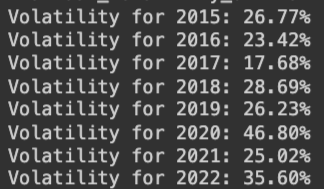 Volatility for 2015: 26.77%
Volatility for 2016: 23.42%
Volatility for 2017: 17.68%
Volatility for 2018: 28.69%
Volatility for 2019: 26.23%
Volatility for 2020: 46.80%
Volatility for 2021: 25.02%
Volatility for 2022: 35.60%